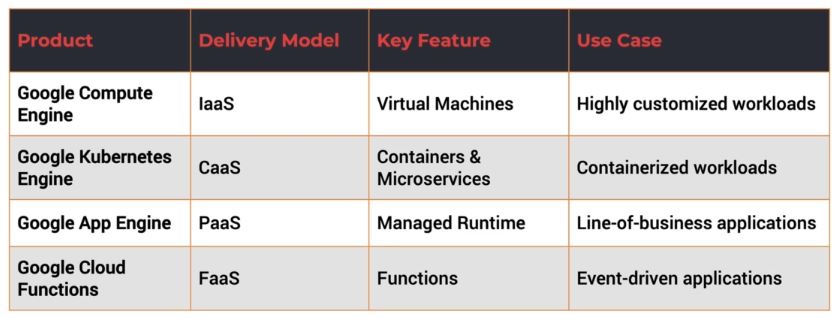 Product Delivery Model Key Feature Use Case
Google Compute
Engine IaaS Virtual Machines Highly customized workloads
Google Kubernetes
Engine CaaS Containers &
Microservices Containerized workloads
Google App Engine PaaS Managed Runtime Line-of-business applications
Google Cloud
Functions FaaS Functions Event-driven applications